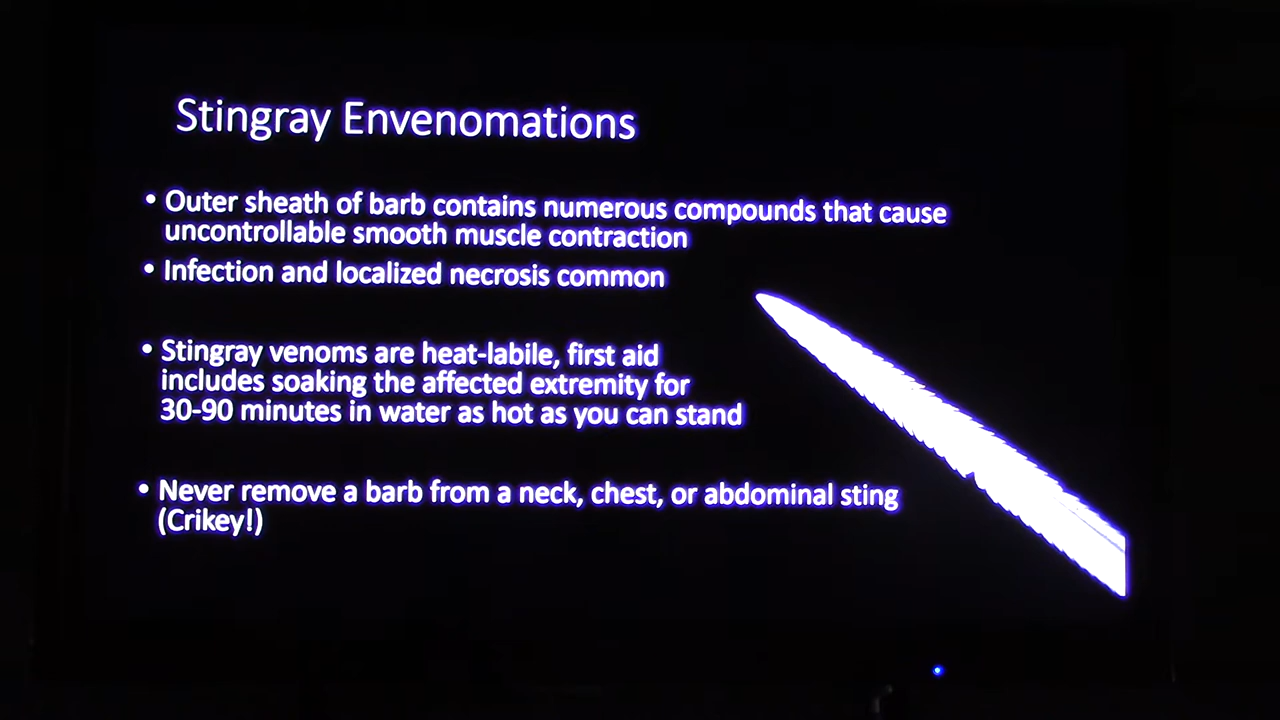 Stingray Envenomations
• Outer sheath of barb contains numerous compounds that cause
uncontrollable smooth muscle contraction
• Infection and localized necrosis common
• Stingray venoms are heat-labile, first aid
includes soaking the affected extremity for
30-90 minutes in water as hot as you can stand
• Never remove a barb from a neck, chest, or abdominal sting
(Crikey!)